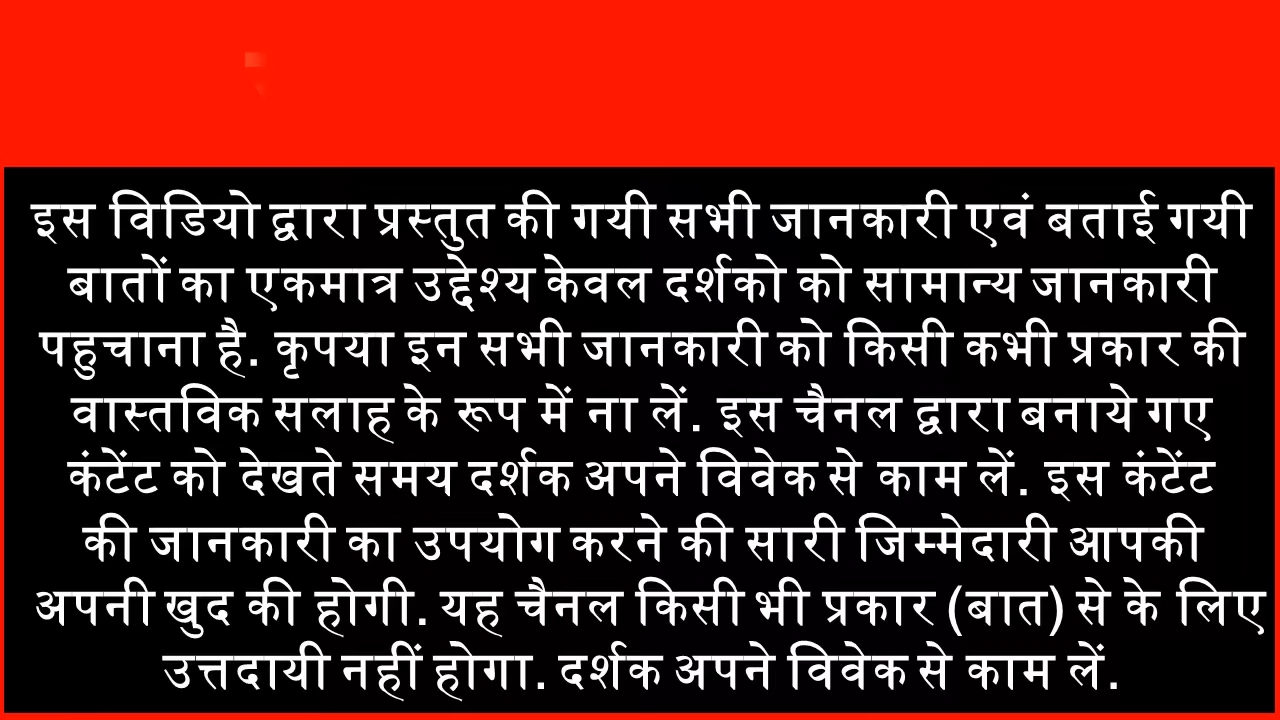 इस विडियो द्वारा प्रस्तुत की गयी सभी जानकारी एवं बताई गयी
बातों का एकमात्र उद्देश्य केवल दर्शको को सामान्य जानकारी
पहुचाना है. कृपया इन सभी जानकारी को किसी कभी प्रकार की
वास्तविक सलाह के रूप में ना लें. इस चैनल द्वारा बनाये गए
कंटेंट को देखते समय दर्शक अपने विवेक से काम लें. इस कंटेंट
की जानकारी का उपयोग करने की सारी जिम्मेदारी आपकी
अपनी खुद की होगी. यह चैनल किसी भी प्रकार (बात) से के लिए
उत्तदायी नहीं होगा. दर्शक अपने विवेक से काम लें.